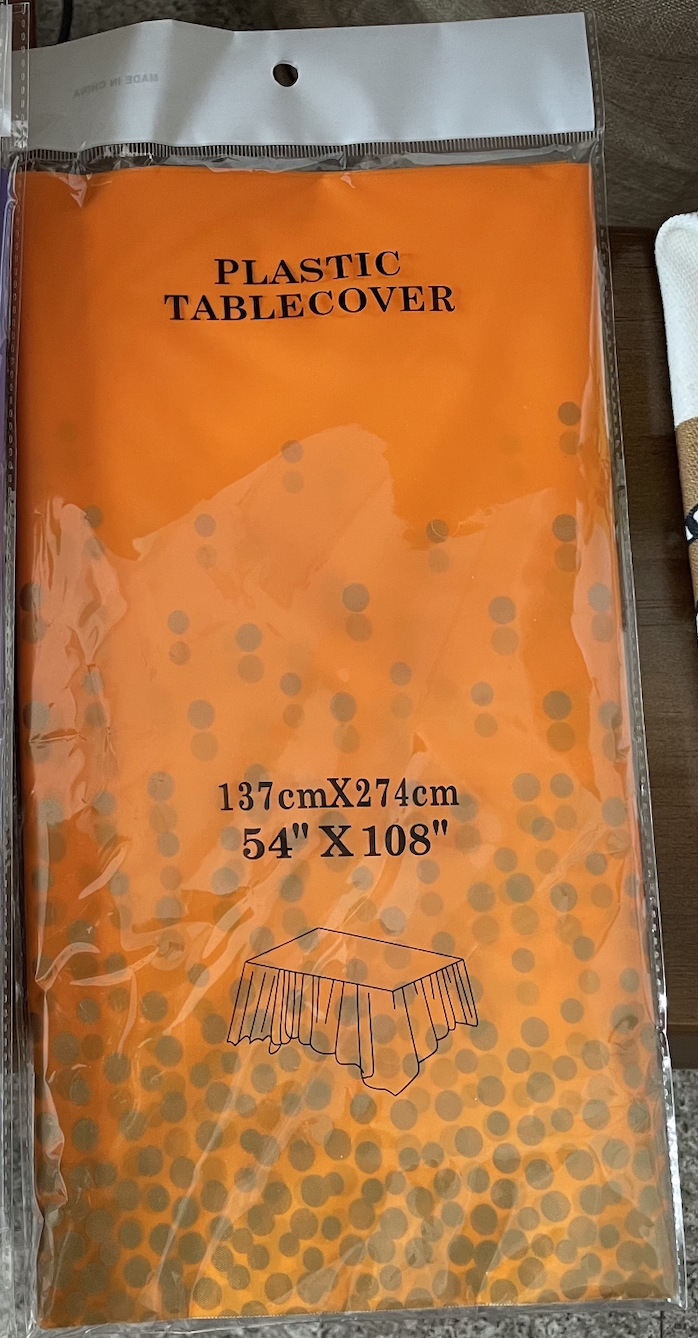 MADE IN CHINA
PLASTIC
TABLECOVER
137cmX274cm
54" X 108"